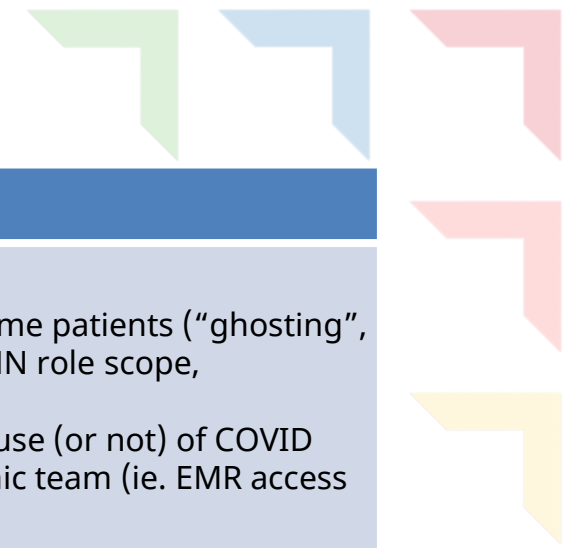 me patients (“ghosting”,
N role scope,
use (or not) of COVID
ic team (ie. EMR access